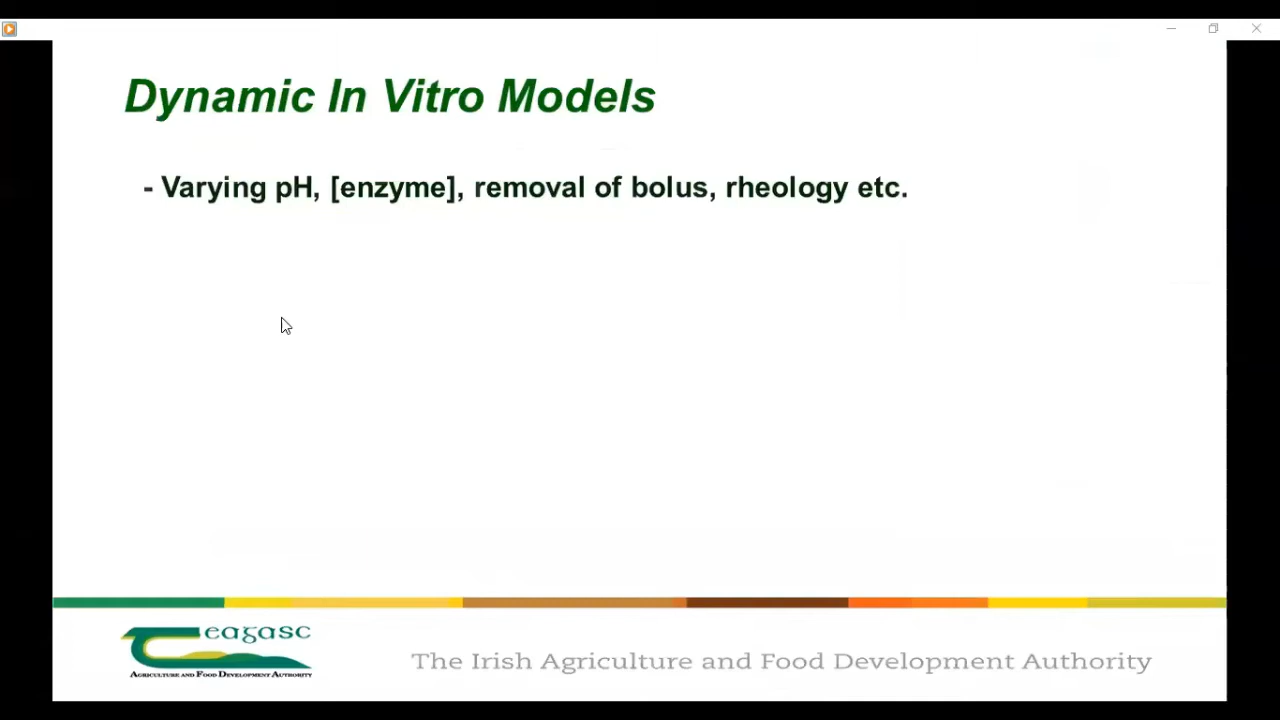 Dynamic In Vitro Models
- Varying pH, [enzyme], removal of bolus, rheology etc.
eagasc
AGRICULTURE AND FOOD DEVELOPMENT AUTHORITY
The Irish Agriculture and Food Development Authority